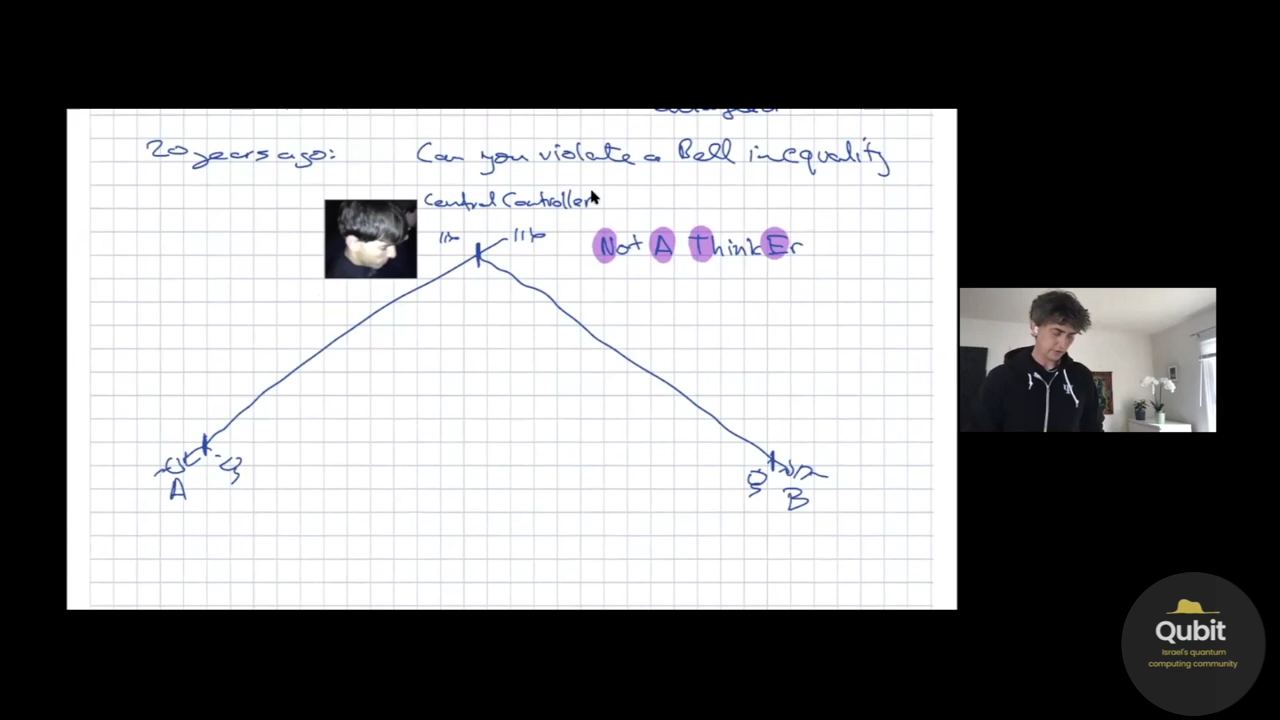 20 years ago: Can you violate a Bell inequality
Central Controller
Not A ThinkEr
A
B
Qubit
Israel's quantum
computing community